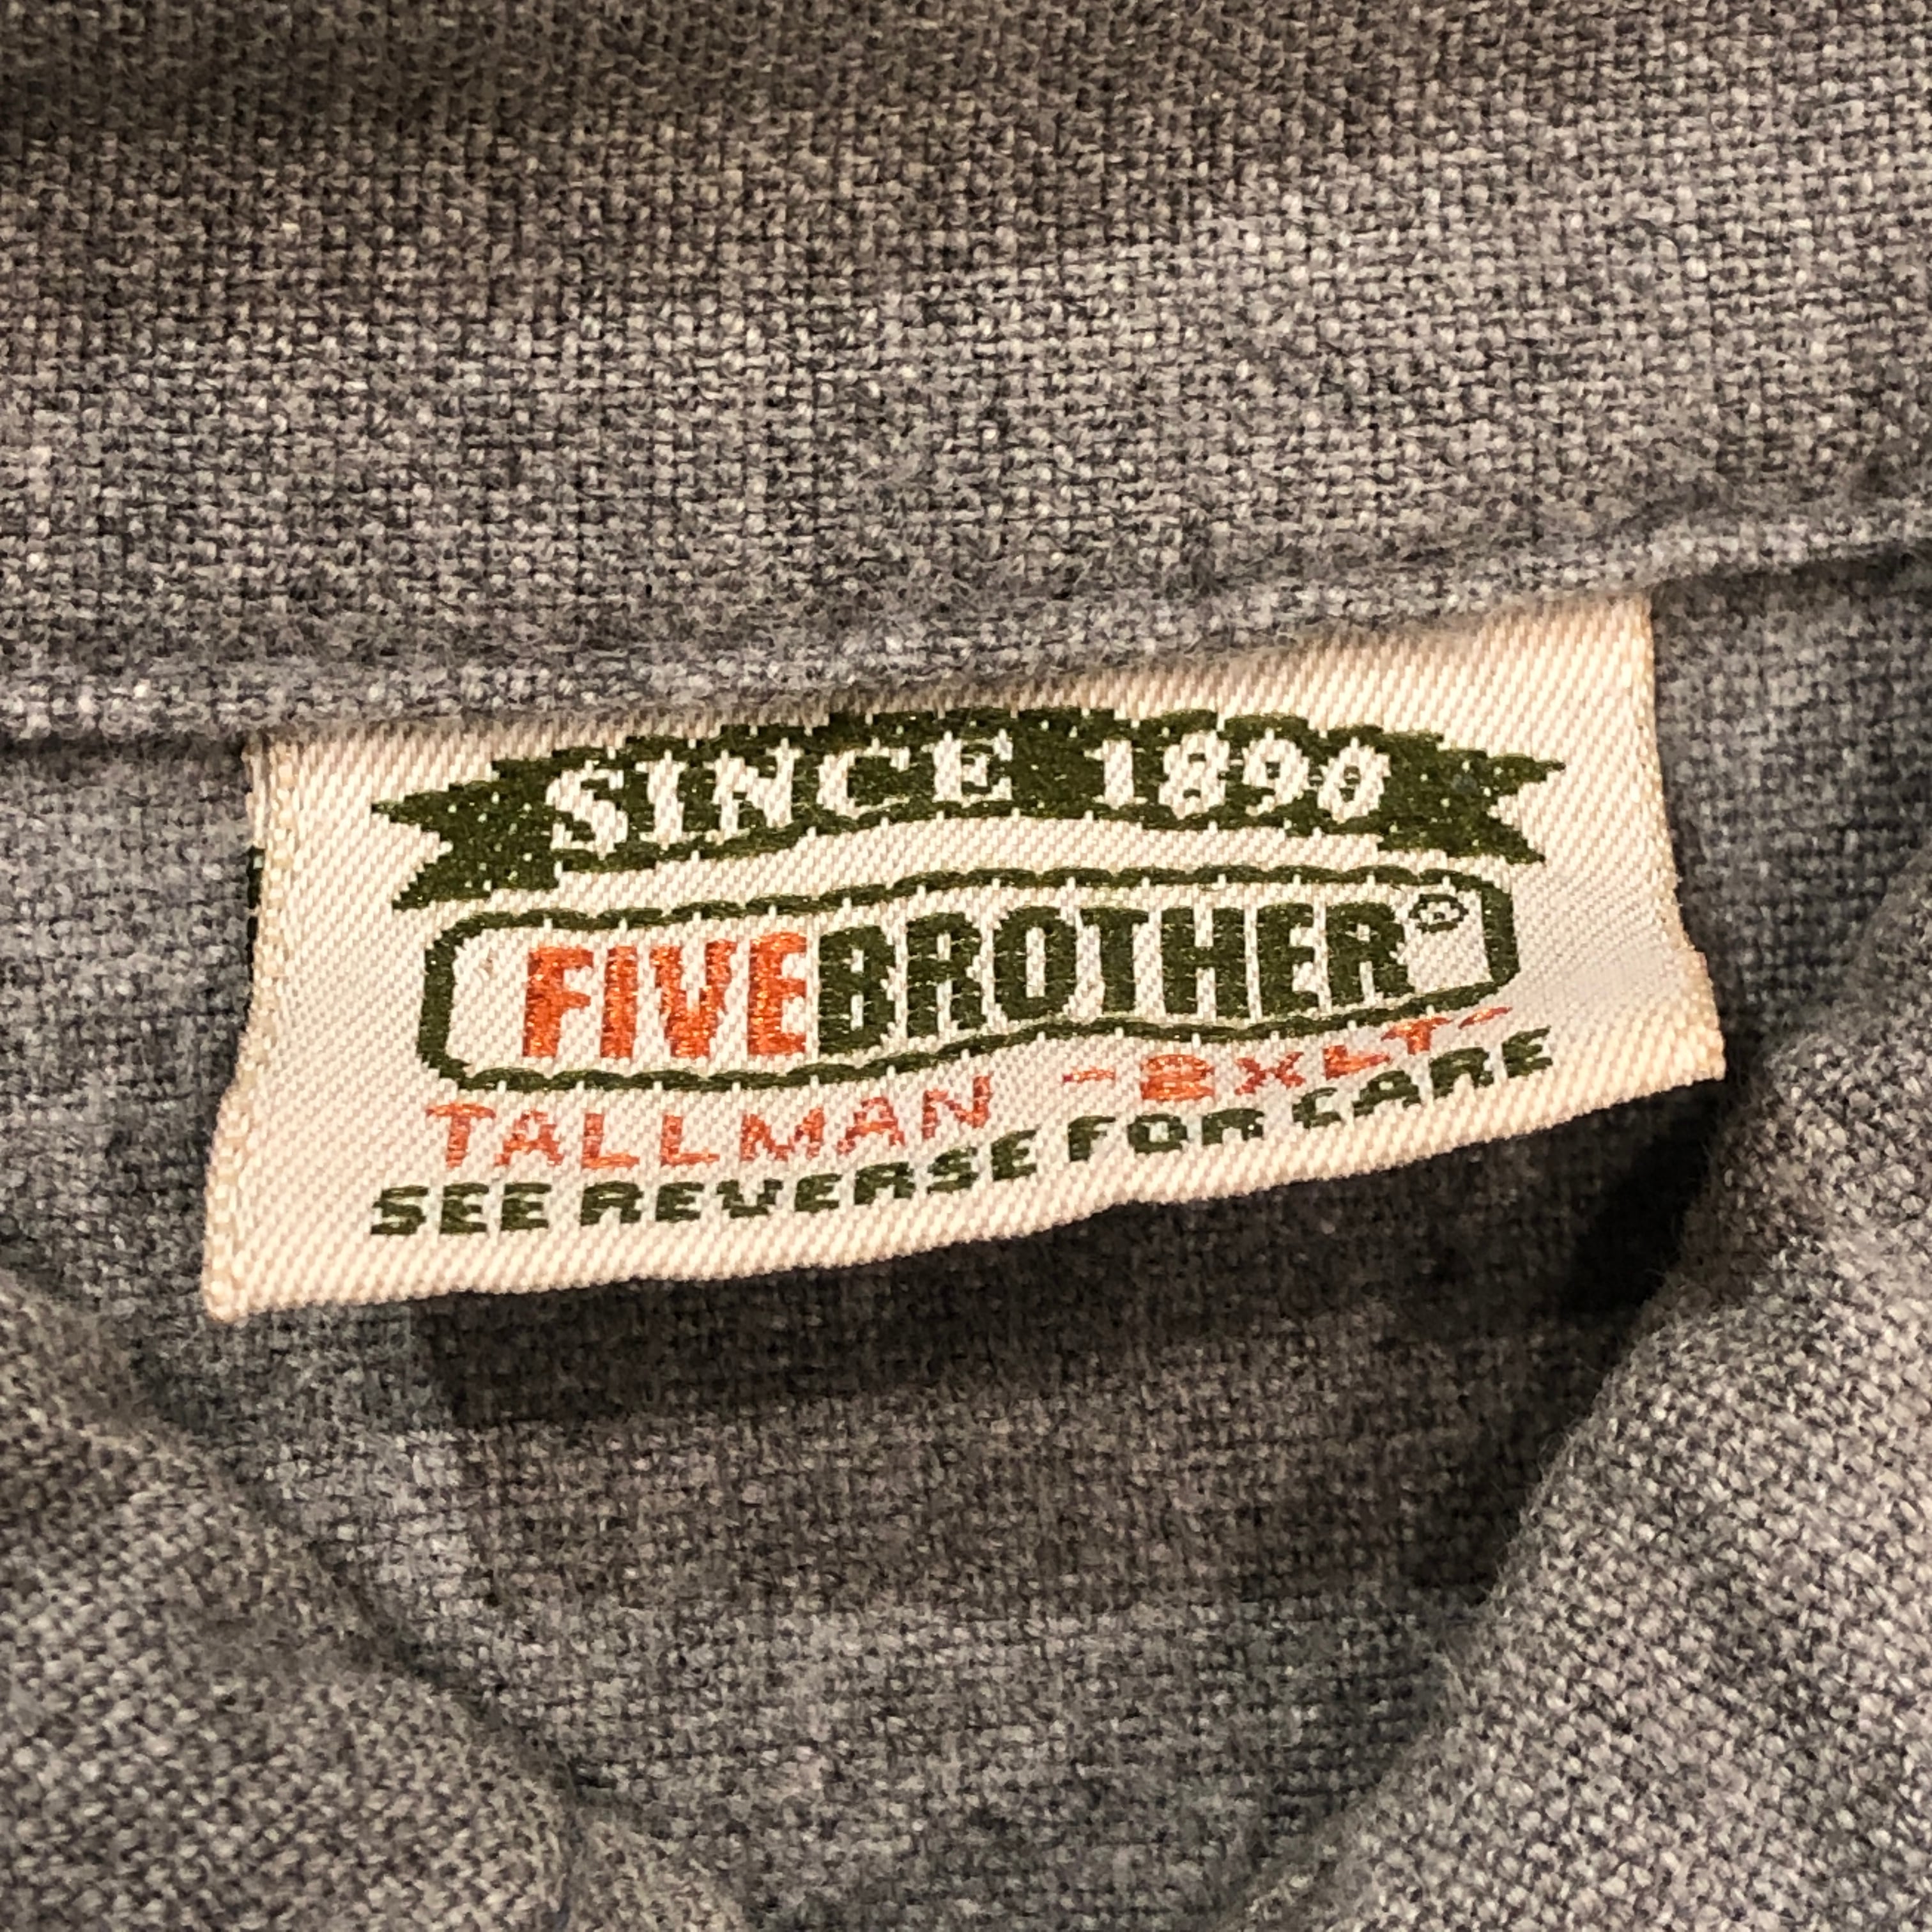 SINCE 1890
FIVEBROTHER®
TALLMAN -2XLT-
SEE REVERSE FOR CARE